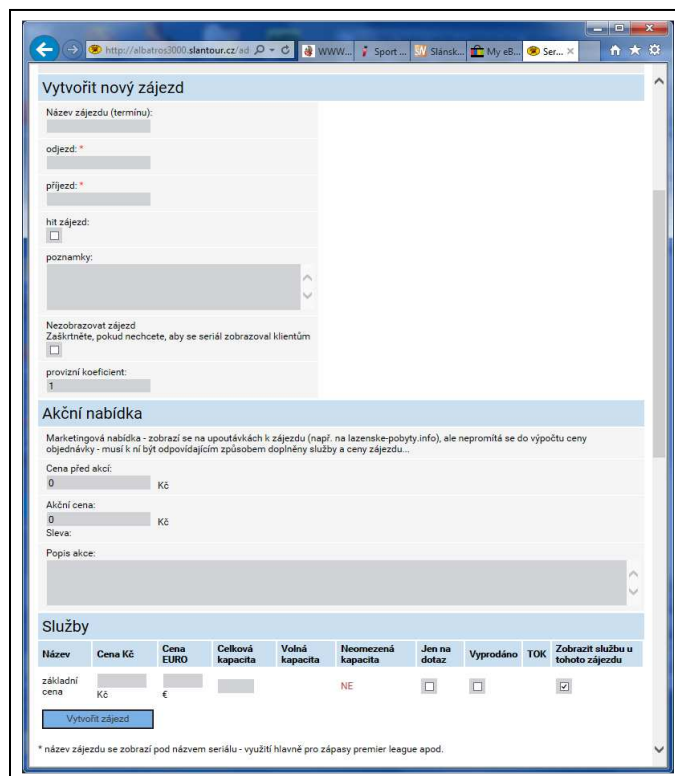 http://albatros3000.slantour.cz/ad
WWW...
Sport ...
Slánsk...
My eB...
Ser...
Vytvořit nový zájezd
Název zájezdu (termínu):
odjezd: *
příjezd: *
hit zájezd:
poznamky:
Nezobrazovat zájezd
Zaškrtněte, pokud nechcete, aby se seriál zobrazoval klientům
provizní koeficient:
1
Akční nabídka
Marketingová nabídka - zobrazí se na upoutávkách k zájezdu (např. na lazenske-pobyty.info), ale nepromítá se do výpočtu ceny
objednávky - musí k ní být odpovídajícím způsobem doplněny služby a ceny zájezdu...
Cena před akcí:
0 Kč
Akční cena:
0 Kč
Sleva:
Popis akce:
Služby
Název Cena Kč Cena EURO Celková kapacita Volná kapacita Neomezená kapacita Jen na dotaz Vyprodáno TOK Zobrazit službu u tohoto zájezdu
základní cena Kč € NE
Vytvořit zájezd
* název zájezdu se zobrazí pod názvem seriálu - využití hlavně pro zápasy premier league apod.